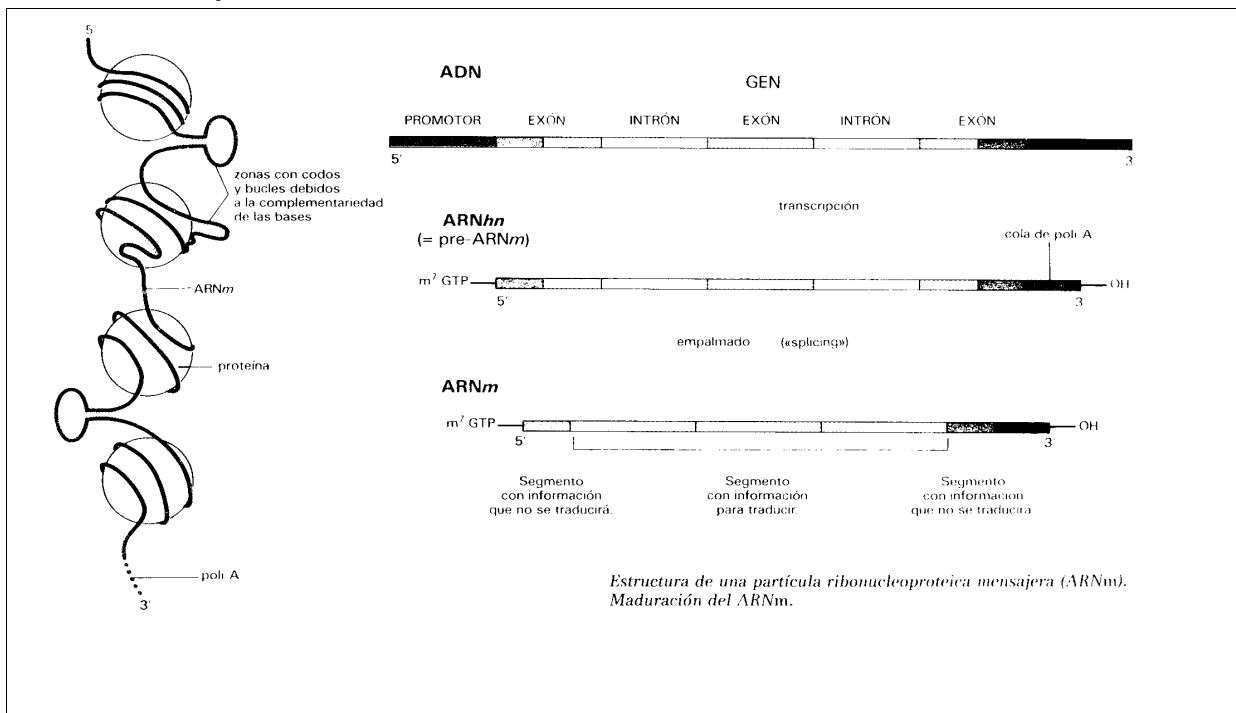 5'
zonas con codos
y bucles debidos
a la complementariedad
de las bases
ARNm
proteína
poli A
3'
ADN
GEN
PROMOTOR EXÓN INTRÓN EXÓN INTRÓN EXÓN
5' 3'
transcripción
ARNhn
(= pre-ARNm)
cola de poli A
m⁷ GTP OH
5' 3'
empalmado («splicing»)
ARNm
m⁷ GTP OH
5' 3'
Segmento
con información
que no se traducirá.
Segmento
con información
para traducir.
Segmento
con información
que no se traducirá
Estructura de una partícula ribonucleoproteica mensajera (ARNm).
Maduración del ARNm.